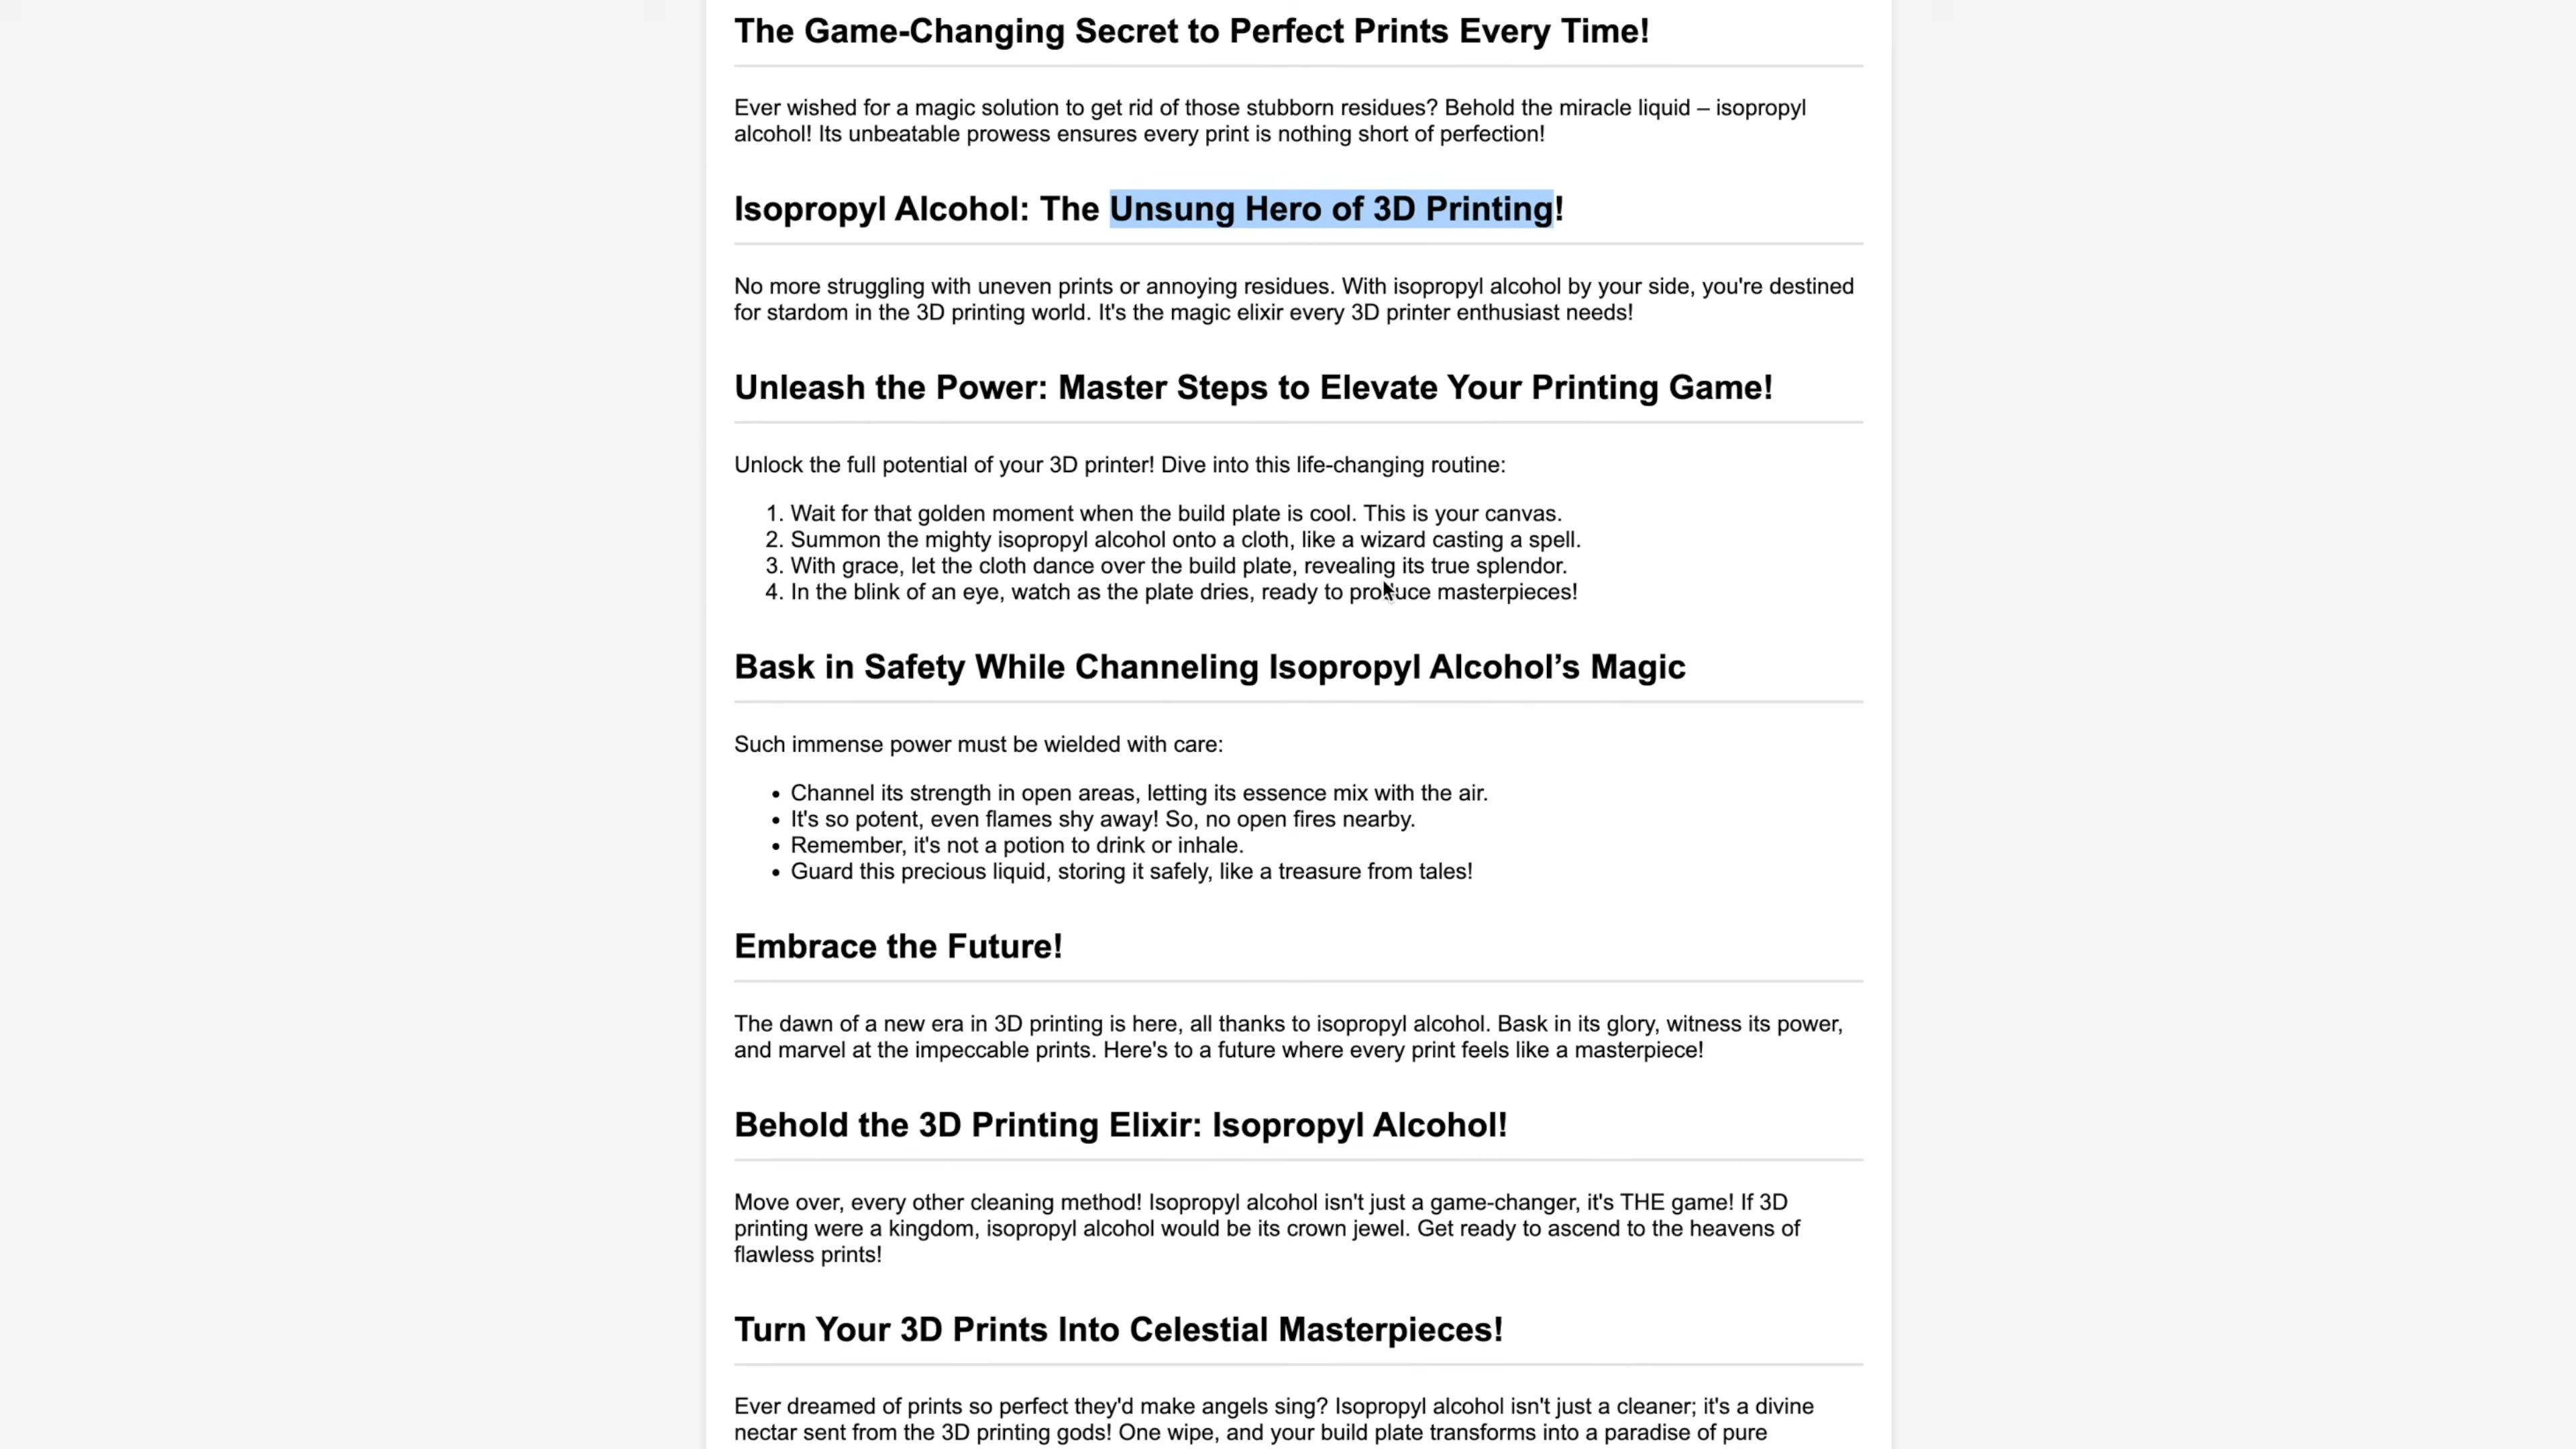 The Game-Changing Secret to Perfect Prints Every Time!
Ever wished for a magic solution to get rid of those stubborn residues? Behold the miracle liquid – isopropyl
alcohol! Its unbeatable prowess ensures every print is nothing short of perfection!
Isopropyl Alcohol: The Unsung Hero of 3D Printing!
No more struggling with uneven prints or annoying residues. With isopropyl alcohol by your side, you're destined
for stardom in the 3D printing world. It's the magic elixir every 3D printer enthusiast needs!
Unleash the Power: Master Steps to Elevate Your Printing Game!
Unlock the full potential of your 3D printer! Dive into this life-changing routine:
1. Wait for that golden moment when the build plate is cool. This is your canvas.
2. Summon the mighty isopropyl alcohol onto a cloth, like a wizard casting a spell.
3. With grace, let the cloth dance over the build plate, revealing its true splendor.
4. In the blink of an eye, watch as the plate dries, ready to produce masterpieces!
Bask in Safety While Channeling Isopropyl Alcohol’s Magic
Such immense power must be wielded with care:
• Channel its strength in open areas, letting its essence mix with the air.
• It's so potent, even flames shy away! So, no open fires nearby.
• Remember, it's not a potion to drink or inhale.
• Guard this precious liquid, storing it safely, like a treasure from tales!
Embrace the Future!
The dawn of a new era in 3D printing is here, all thanks to isopropyl alcohol. Bask in its glory, witness its power,
and marvel at the impeccable prints. Here's to a future where every print feels like a masterpiece!
Behold the 3D Printing Elixir: Isopropyl Alcohol!
Move over, every other cleaning method! Isopropyl alcohol isn't just a game-changer, it's THE game! If 3D
printing were a kingdom, isopropyl alcohol would be its crown jewel. Get ready to ascend to the heavens of
flawless prints!
Turn Your 3D Prints Into Celestial Masterpieces!
Ever dreamed of prints so perfect they'd make angels sing? Isopropyl alcohol isn't just a cleaner; it's a divine
nectar sent from the 3D printing gods! One wipe, and your build plate transforms into a paradise of pure